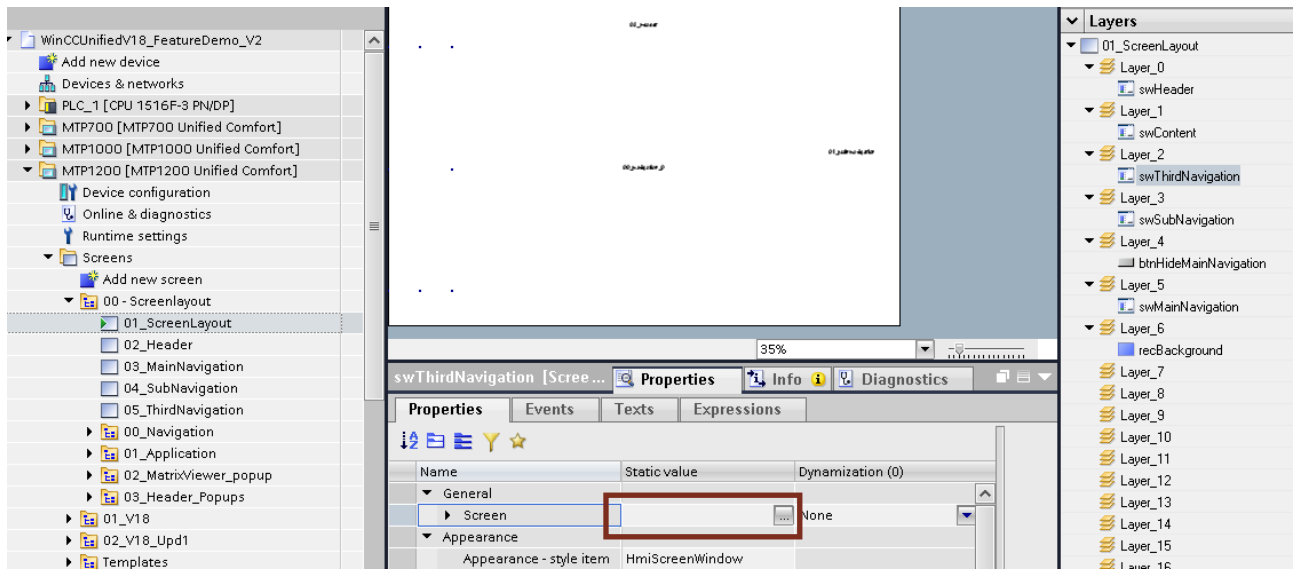 WinCCUnifiedV18_FeatureDemo_V2
Add new device
Devices & networks
PLC_1 [CPU 1516F-3 PN/DP]
MTP700 [MTP700 Unified Comfort]
MTP1000 [MTP1000 Unified Comfort]
MTP1200 [MTP1200 Unified Comfort]
Device configuration
Online & diagnostics
Runtime settings
Screens
Add new screen
00 - Screenlayout
01_ScreenLayout
02_Header
03_MainNavigation
04_SubNavigation
05_ThirdNavigation
00_Navigation
01_Application
02_MatrixViewer_popup
03_Header_Popups
01_V18
02_V18_Upd1
Templates
35%
swThirdNavigation [Scree...
Properties
Info
Diagnostics
Properties
Events
Texts
Expressions
Name
Static value
Dynamization (0)
General
Screen
...
None
Appearance
Appearance - style item
HmiScreenWindow
Layers
01_ScreenLayout
Layer_0
swHeader
Layer_1
swContent
Layer_2
swThirdNavigation
Layer_3
swSubNavigation
Layer_4
btnHideMainNavigation
Layer_5
swMainNavigation
Layer_6
recBackground
Layer_7
Layer_8
Layer_9
Layer_10
Layer_11
Layer_12
Layer_13
Layer_14
Layer_15
Layer_16